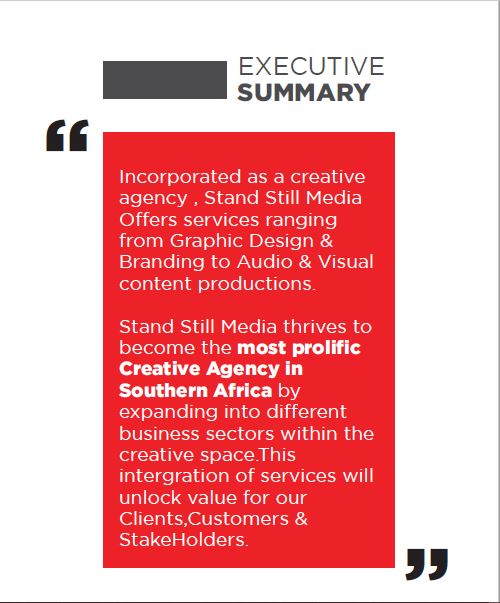 EXECUTIVE
SUMMARY
“
Incorporated as a creative
agency , Stand Still Media
Offers services ranging
from Graphic Design &
Branding to Audio & Visual
content productions.
Stand Still Media thrives to
become the most prolific
Creative Agency in
Southern Africa by
expanding into different
business sectors within the
creative space.This
intergration of services will
unlock value for our
Clients,Customers &
StakeHolders.
”